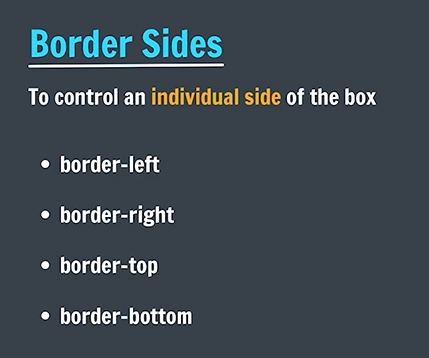 Border Sides
To control an individual side of the box
• border-left
• border-right
• border-top
• border-bottom